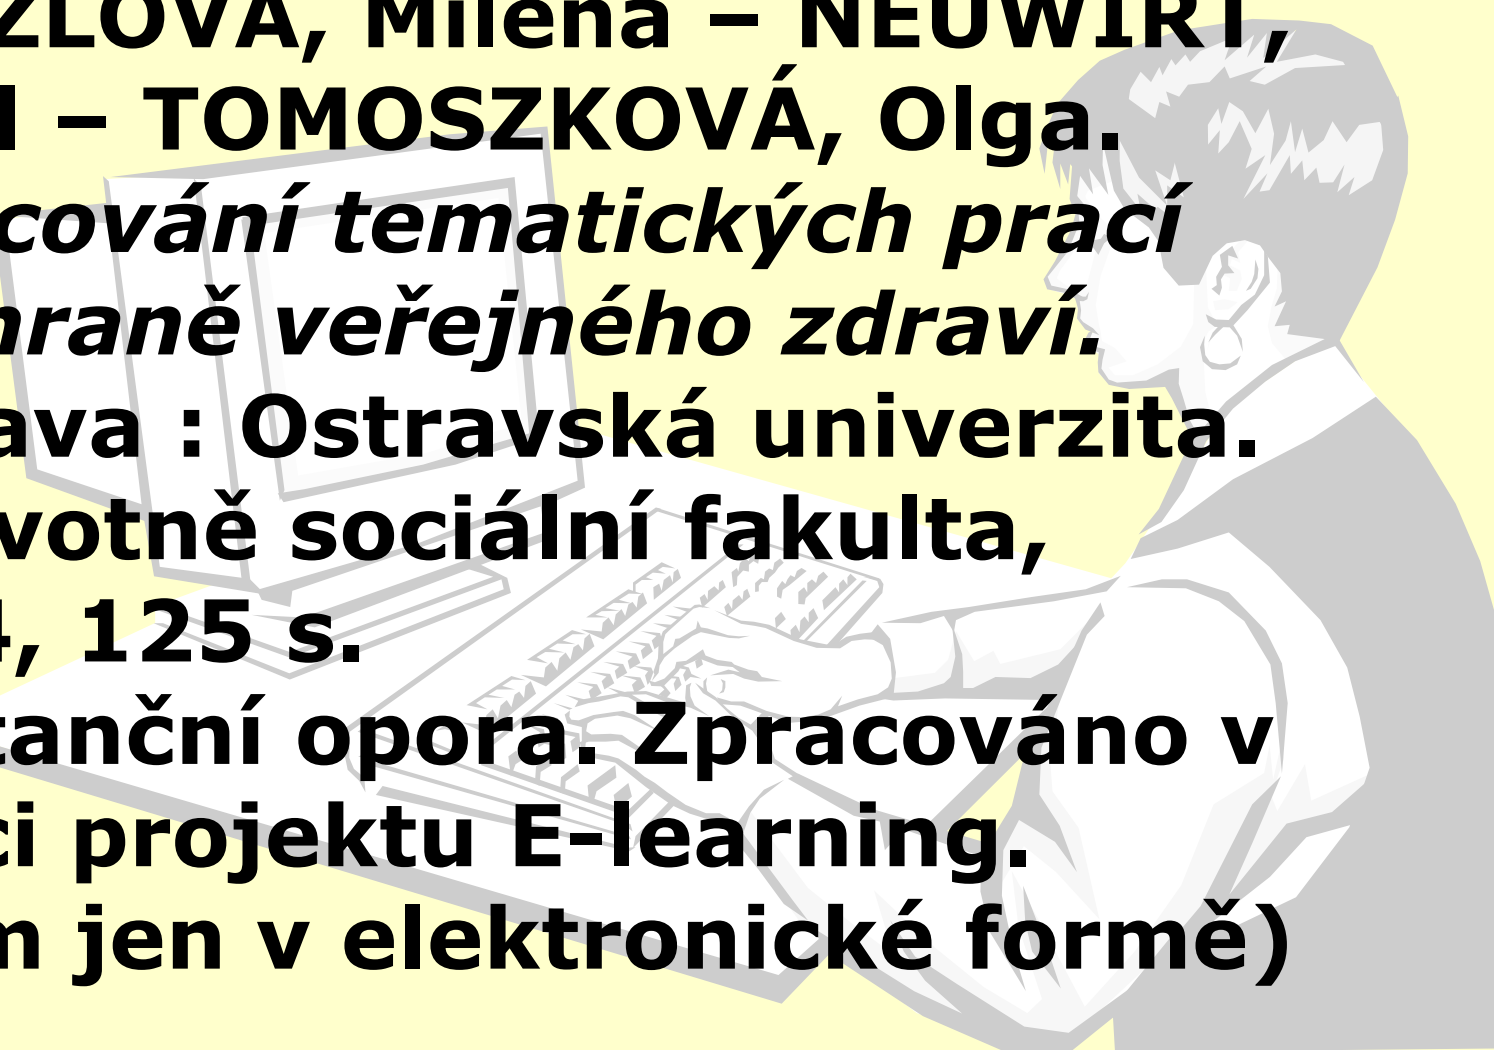 ZLOVÁ, Milena – NEUWIRT,
l – TOMOSZKOVÁ, Olga.
cování tematických prací
hraně veřejného zdraví.
ava : Ostravská univerzita.
votně sociální fakulta,
4, 125 s.
tanční opora. Zpracováno v
ci projektu E-learning.
m jen v elektronické formě)